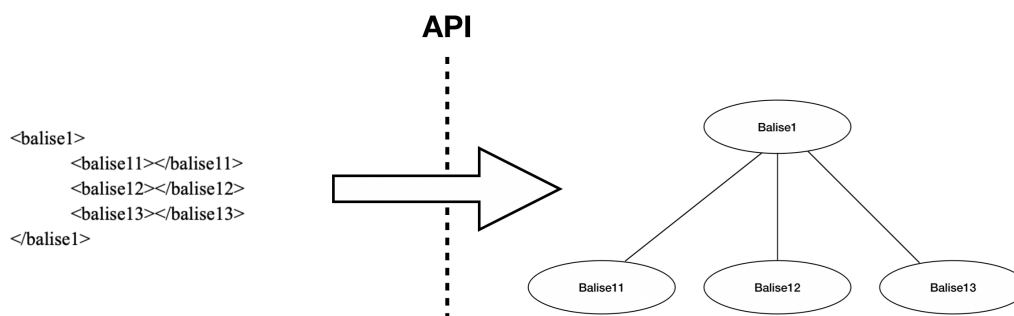 API
<balise1>
<balise11></balise11>
<balise12></balise12>
<balise13></balise13>
</balise1>
Balise1
Balise11
Balise12
Balise13